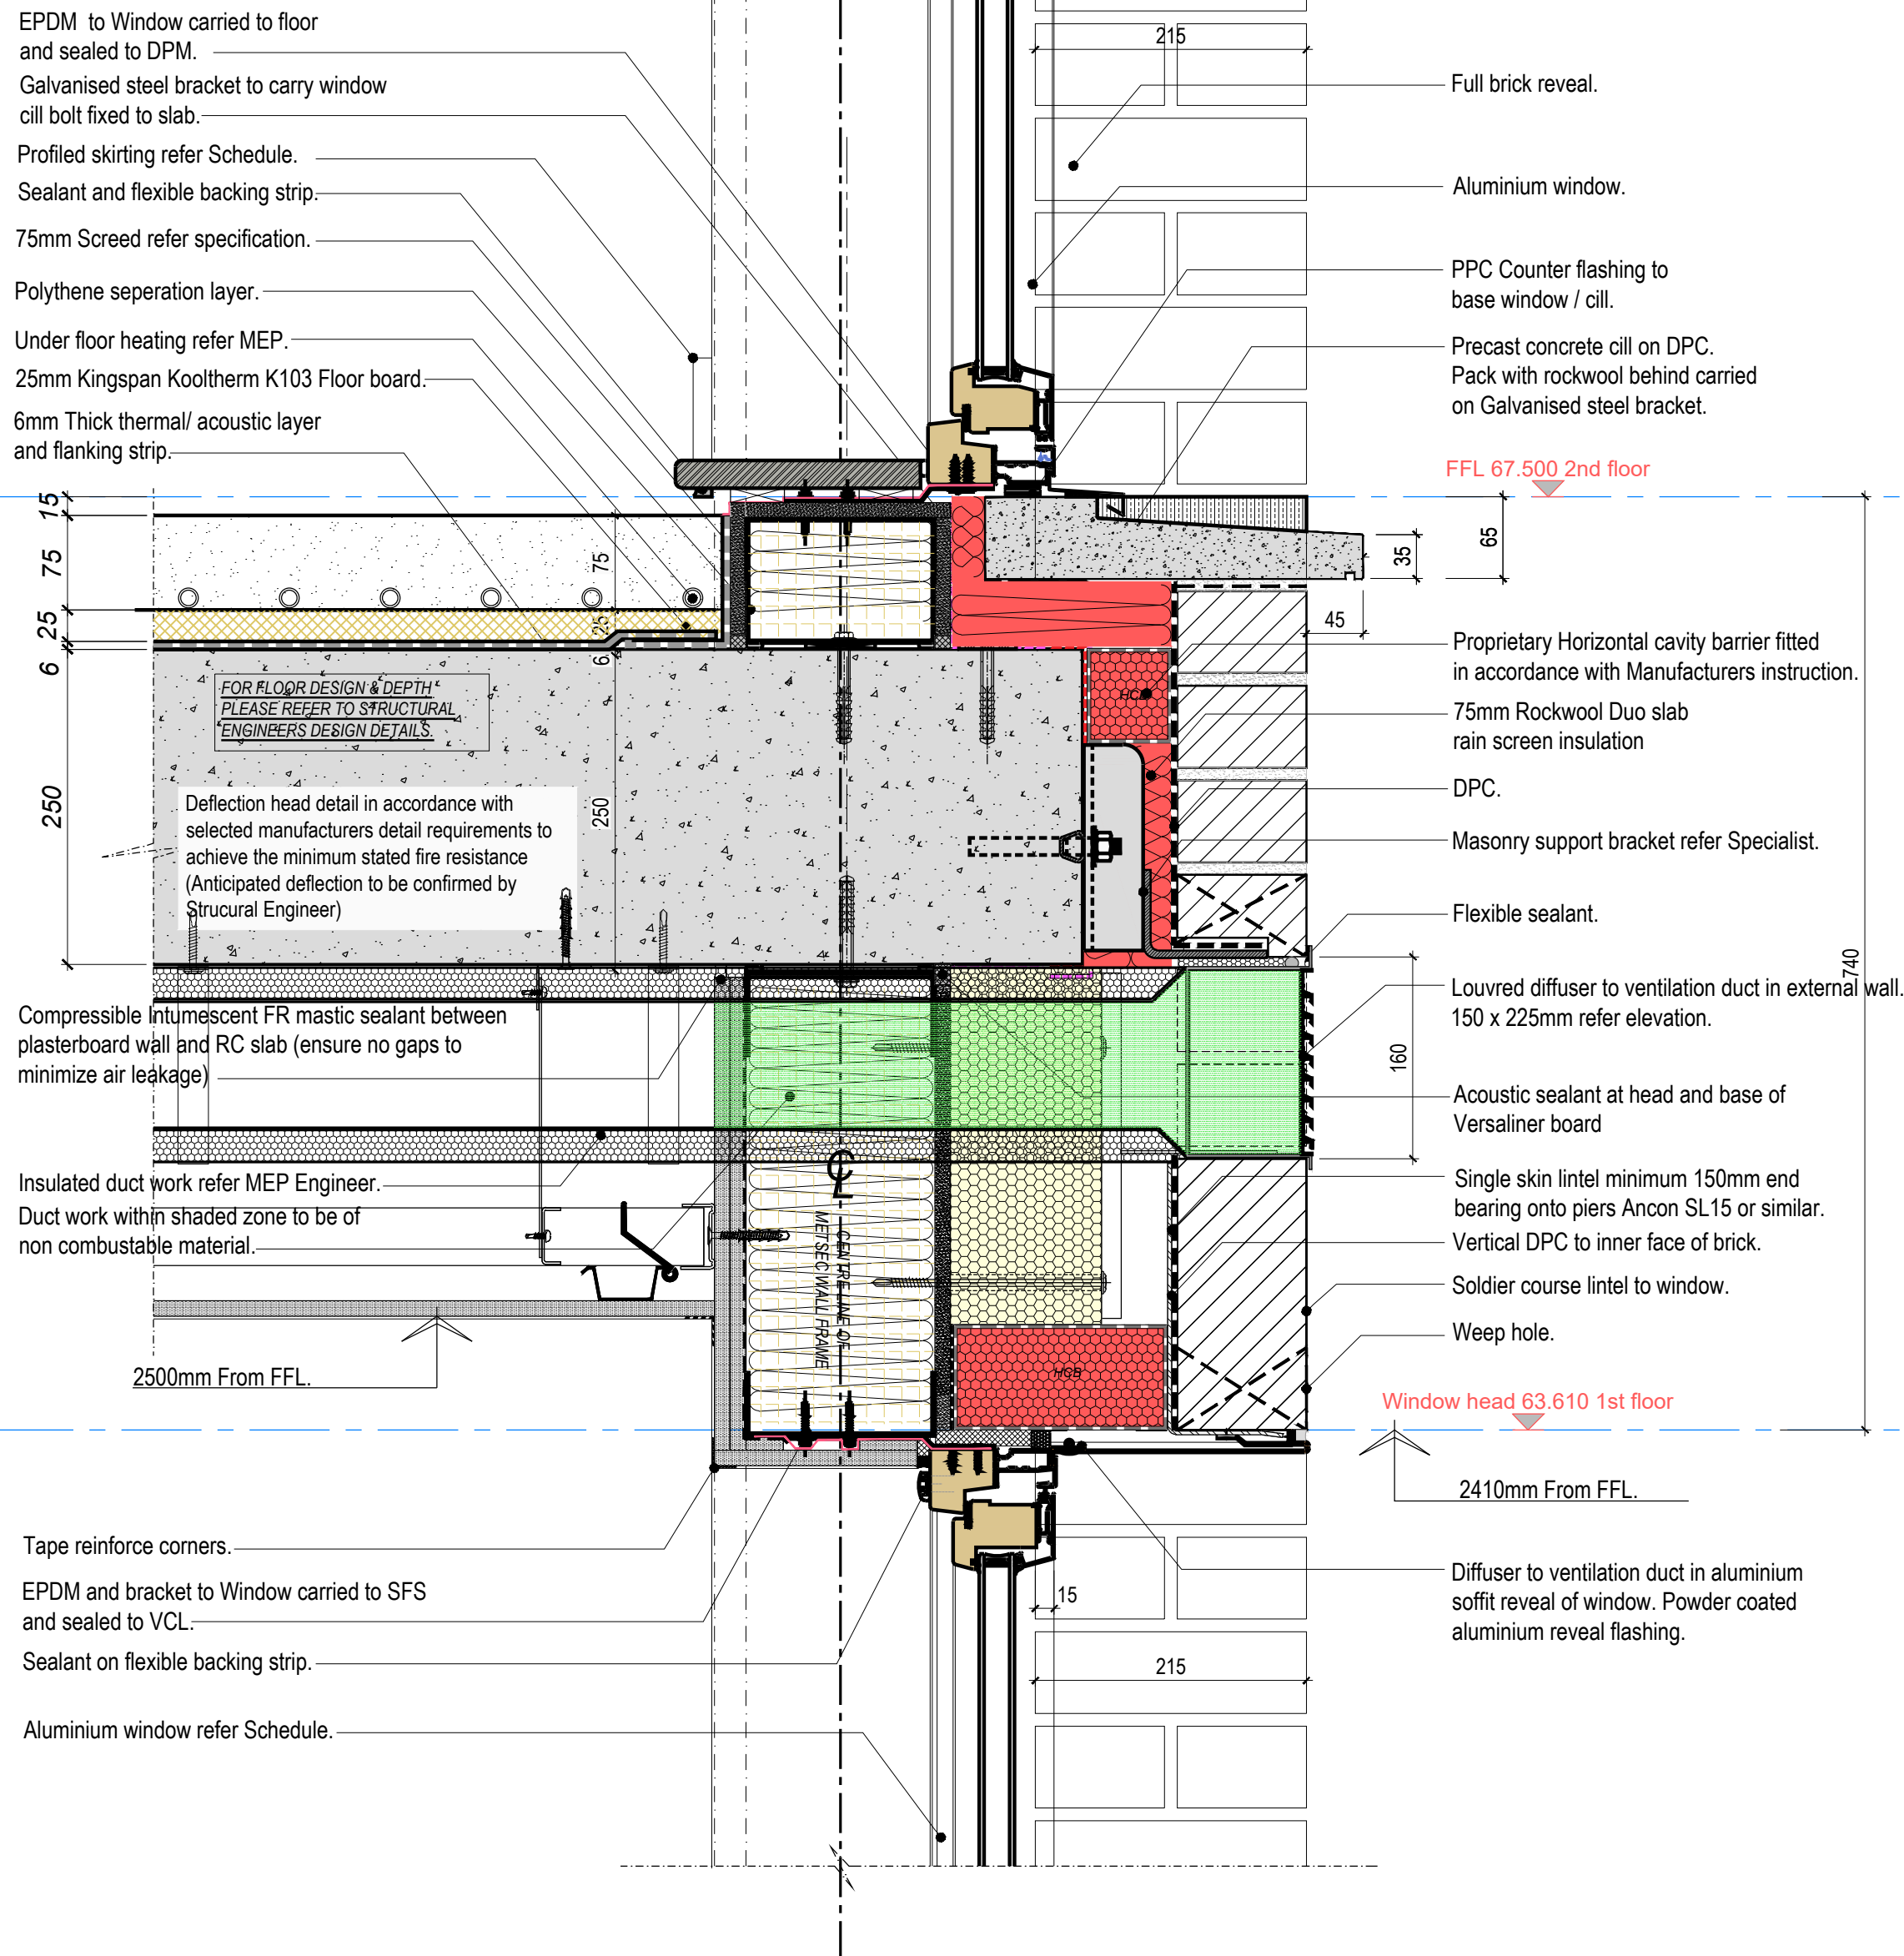 EPDM  to Window carried to floor
and sealed to DPM.
Galvanised steel bracket to carry window
cill bolt fixed to slab.
Profiled skirting refer Schedule.
Sealant and flexible backing strip.
75mm Screed refer specification.
Polythene seperation layer.
Under floor heating refer MEP.
25mm Kingspan Kooltherm K103 Floor board.
6mm Thick thermal/ acoustic layer
and flanking strip.
15
75
25
6
250
75
25
6
250
FOR FLOOR DESIGN & DEPTH
PLEASE REFER TO STRUCTURAL
ENGINEERS DESIGN DETAILS.
Deflection head detail in accordance with
selected manufacturers detail requirements to
achieve the minimum stated fire resistance
(Anticipated deflection to be confirmed by
Strucural Engineer)
Compressible Intumescent FR mastic sealant between
plasterboard wall and RC slab (ensure no gaps to
minimize air leakage)
Insulated duct work refer MEP Engineer.
Duct work within shaded zone to be of
non combustable material.
2500mm From FFL.
Tape reinforce corners.
EPDM and bracket to Window carried to SFS
and sealed to VCL.
Sealant on flexible backing strip.
Aluminium window refer Schedule.
CL
CENTRE LINE OF
METSEC WALL FRAME
HCB
HCB
215
Full brick reveal.
Aluminium window.
PPC Counter flashing to
base window / cill.
Precast concrete cill on DPC.
Pack with rockwool behind carried
on Galvanised steel bracket.
FFL 67.500 2nd floor
35
65
45
Proprietary Horizontal cavity barrier fitted
in accordance with Manufacturers instruction.
75mm Rockwool Duo slab
rain screen insulation
DPC.
Masonry support bracket refer Specialist.
Flexible sealant.
740
Louvred diffuser to ventilation duct in external wall.
150 x 225mm refer elevation.
160
Acoustic sealant at head and base of
Versaliner board
Single skin lintel minimum 150mm end
bearing onto piers Ancon SL15 or similar.
Vertical DPC to inner face of brick.
Soldier course lintel to window.
Weep hole.
Window head 63.610 1st floor
2410mm From FFL.
Diffuser to ventilation duct in aluminium
soffit reveal of window. Powder coated
aluminium reveal flashing.
15
215